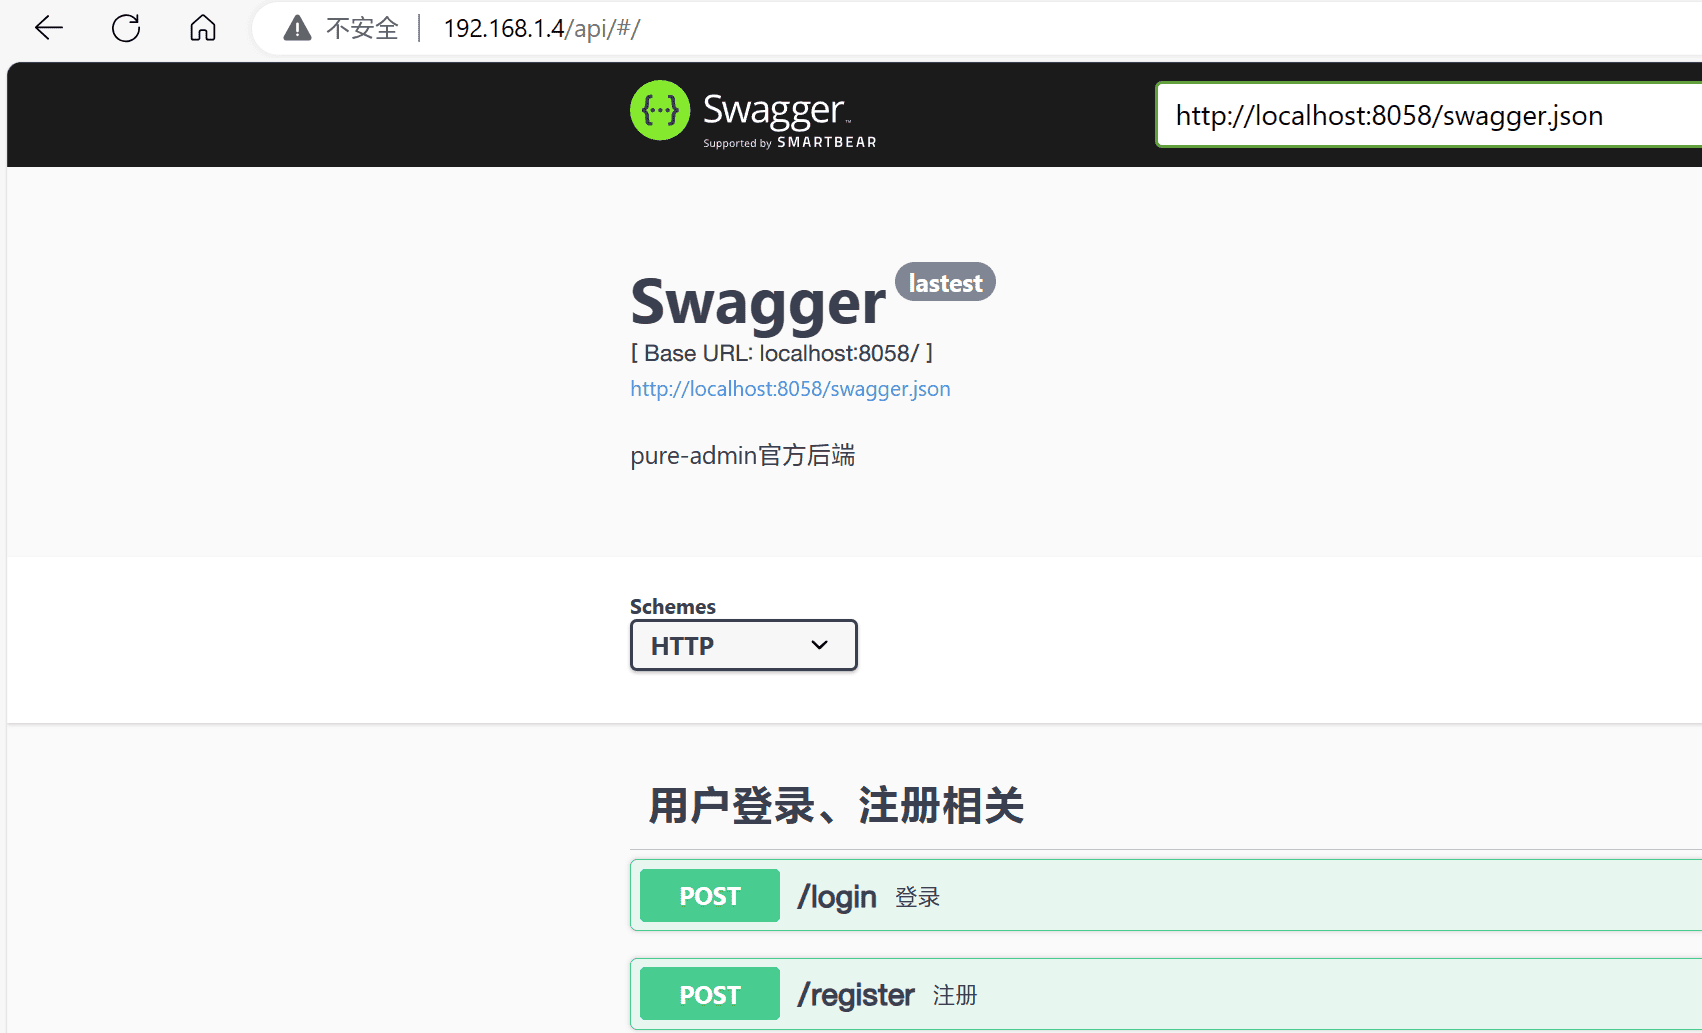 不安全 192.168.1.4/api/#/
{···} Swagger™
Supported by SMARTBEAR
http://localhost:8058/swagger.json
Swagger lastest
[ Base URL: localhost:8058/ ]
http://localhost:8058/swagger.json
pure-admin官方后端
Schemes
HTTP
用户登录、注册相关
POST /login 登录
POST /register 注册